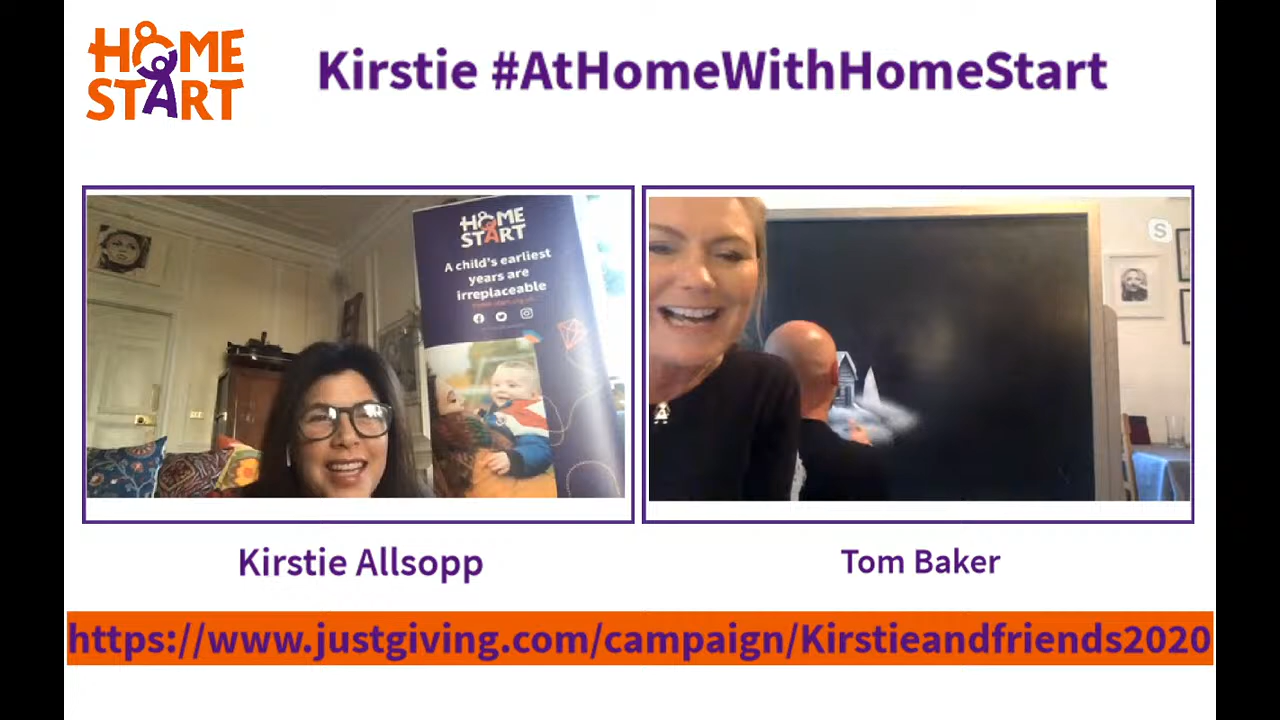 HOME
START
Kirstie #AtHomeWithHomeStart
HOME
START
A child's earliest
years are
irreplaceable
S
Kirstie Allsopp
Tom Baker
https://www.justgiving.com/campaign/Kirstieandfriends2020